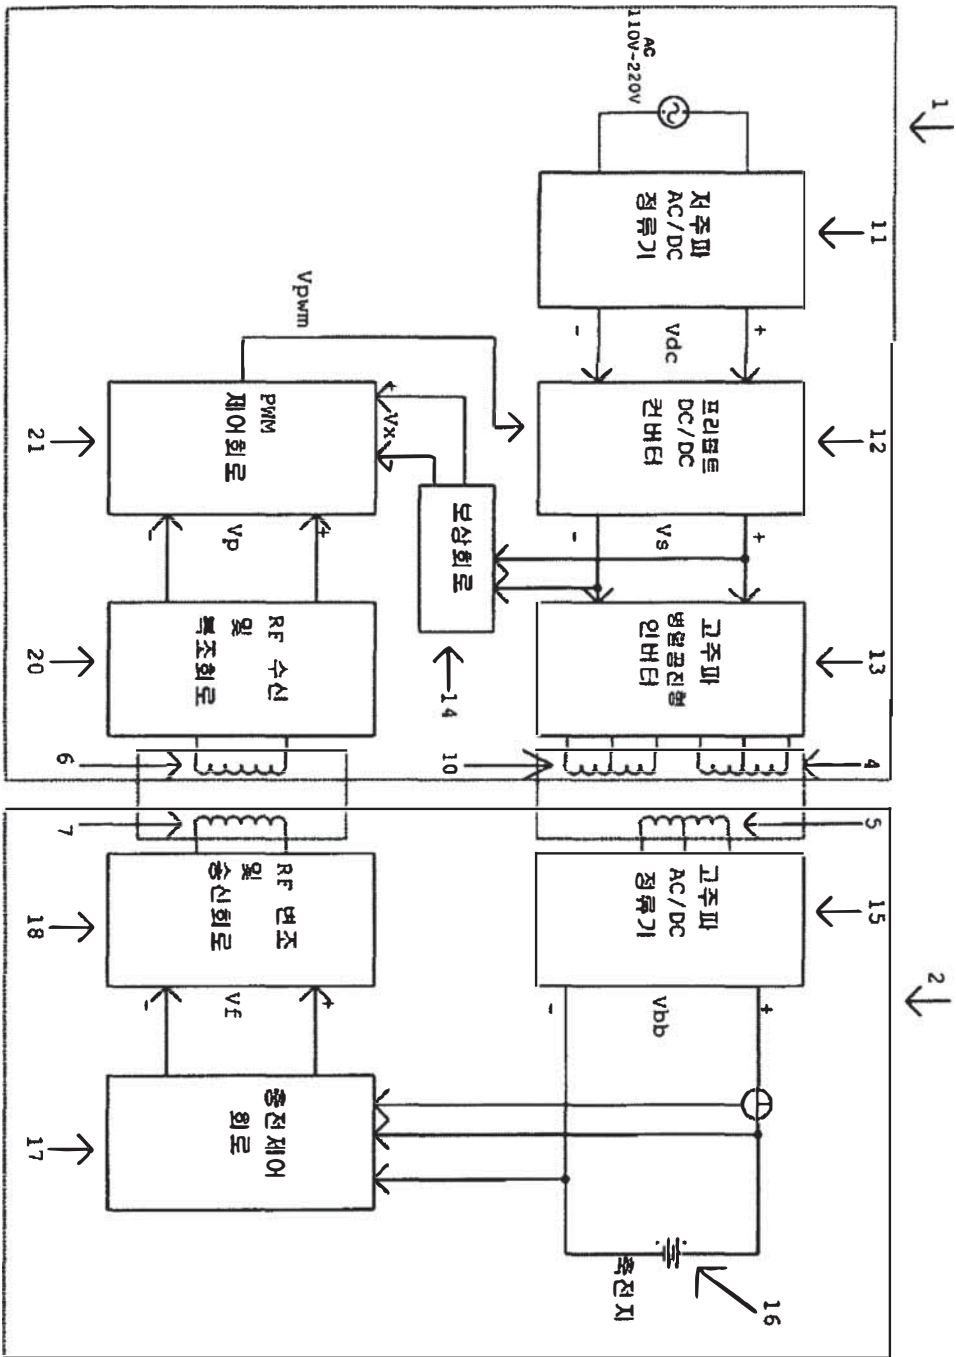 1
AC
110V-220V
저주파
AC/DC
정류기
11
+
Vdc
-
프리럽트
DC/DC
컨버터
12
+
Vs
-
고주파
병렬공진형
인버터
13
4
10
Vpwm
PWM
제어회로
21
+
Vx
-
보상회로
14
+
Vp
-
RF 수신
및
복조회로
20
6
2
5
고주파
AC/DC
정류기
15
+
Vbb
-
축전지
16
7
RF 변조
및
송신회로
18
+
Vf
-
충전제어
회로
17